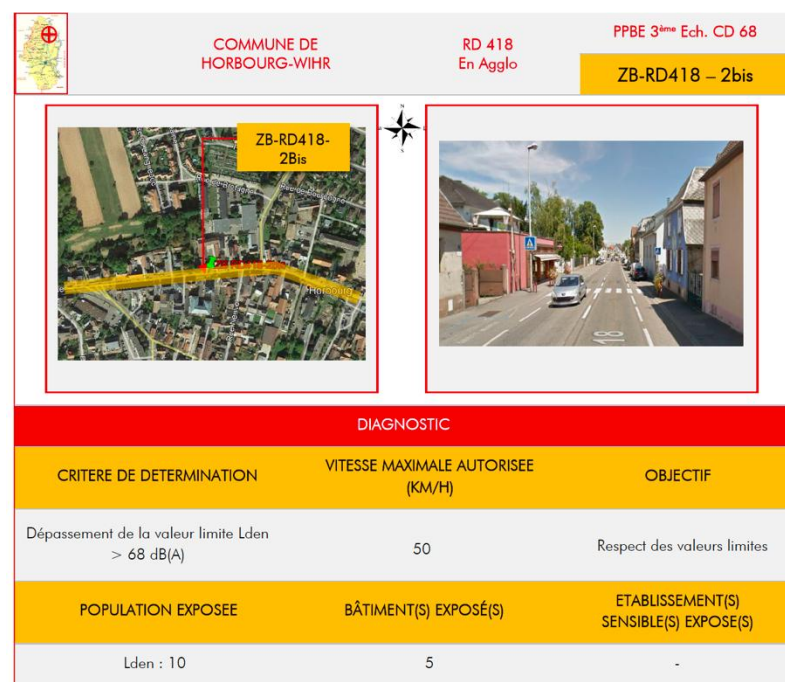 COMMUNE DE
HORBOURG-WIHR
RD 418
En Agglo
PPBE 3ème Ech. CD 68
ZB-RD418 – 2bis
ZB-RD418-
2Bis
Horbourg
18
DIAGNOSTIC
CRITERE DE DETERMINATION
VITESSE MAXIMALE AUTORISEE
(KM/H)
OBJECTIF
Dépassement de la valeur limite Lden
> 68 dB(A)
50
Respect des valeurs limites
POPULATION EXPOSEE
BÂTIMENT(S) EXPOSÉ(S)
ETABLISSEMENT(S)
SENSIBLE(S) EXPOSE(S)
Lden : 10
5
-